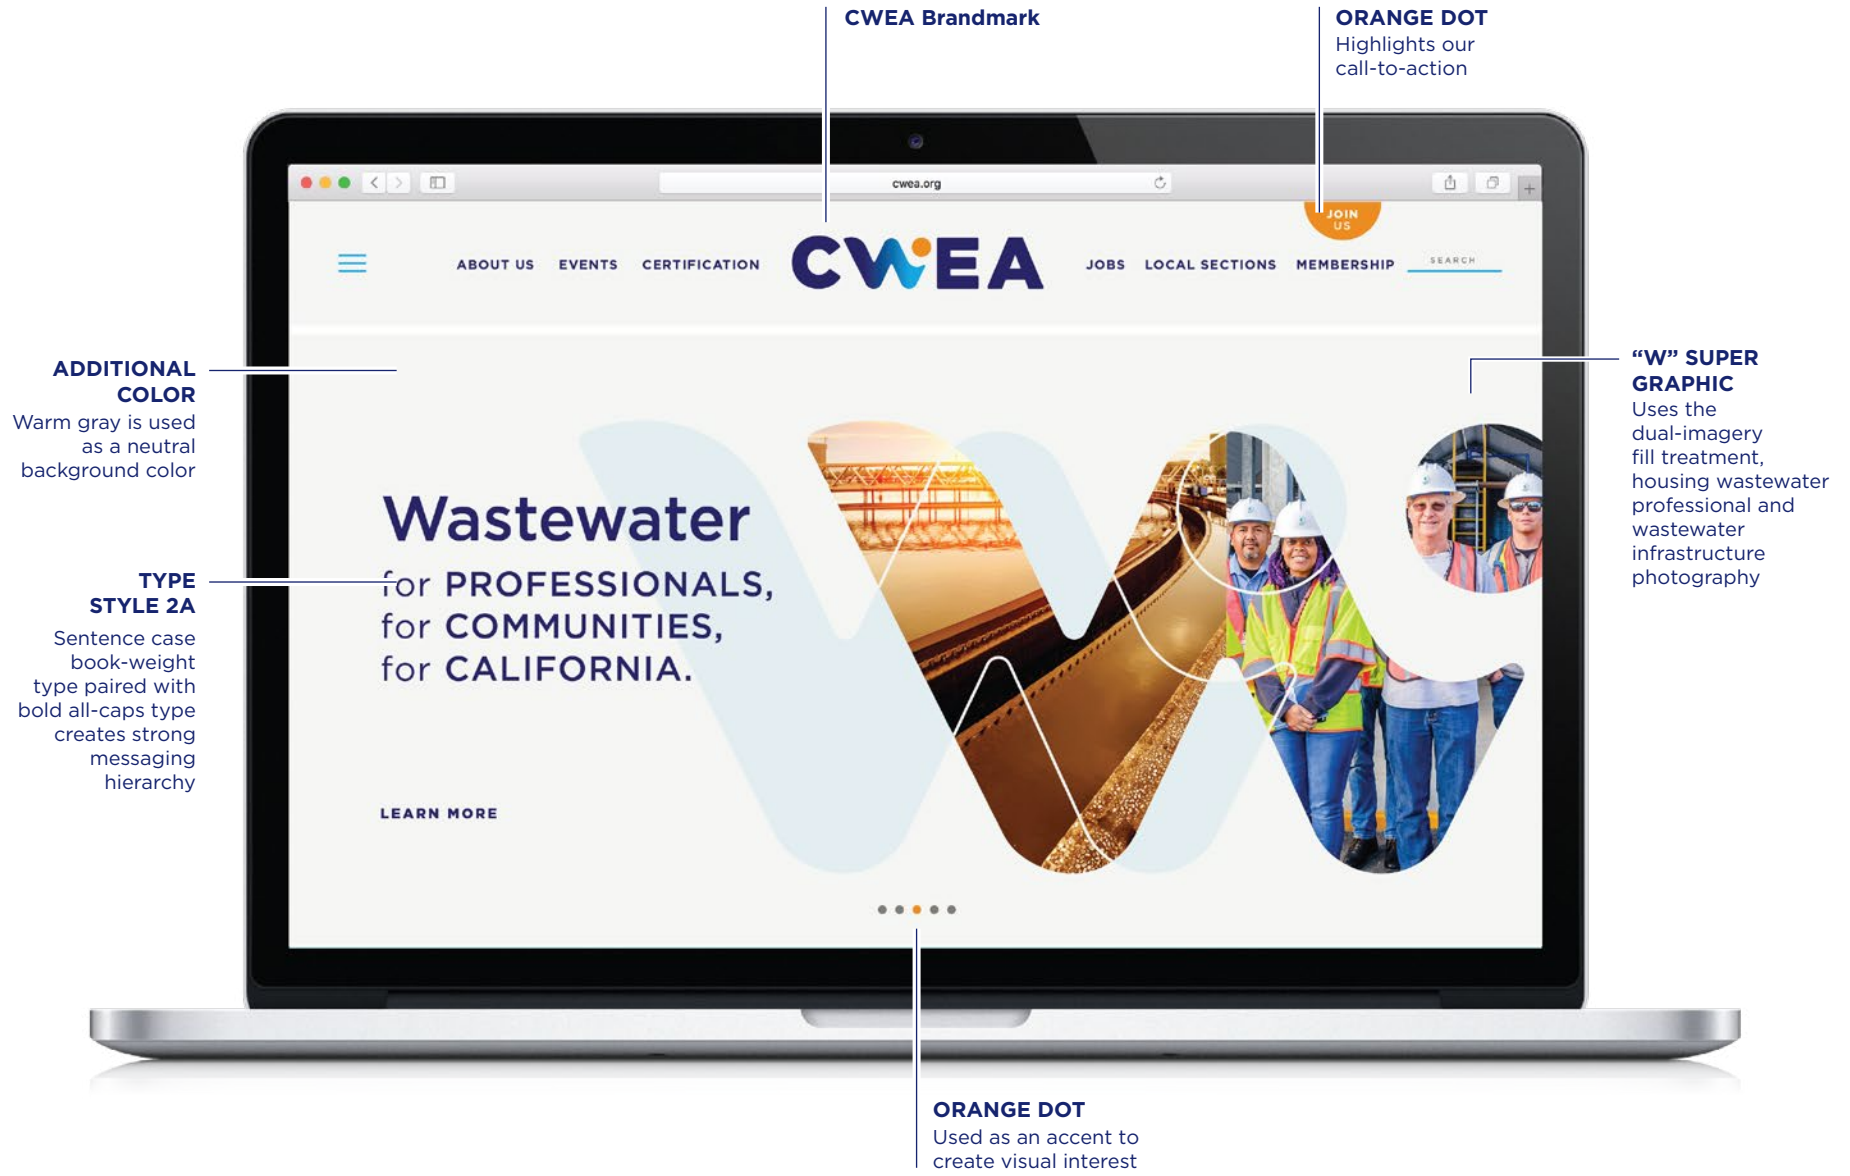 CWEA Brandmark
ORANGE DOT
Highlights our
call-to-action
cwea.org
JOIN
US
ABOUT US EVENTS CERTIFICATION CWEA JOBS LOCAL SECTIONS MEMBERSHIP SEARCH
ADDITIONAL
COLOR
Warm gray is used
as a neutral
background color
TYPE
STYLE 2A
Sentence case
book-weight
type paired with
bold all-caps type
creates strong
messaging
hierarchy
Wastewater
for PROFESSIONALS,
for COMMUNITIES,
for CALIFORNIA.
LEARN MORE
“W” SUPER
GRAPHIC
Uses the
dual-imagery
fill treatment,
housing wastewater
professional and
wastewater
infrastructure
photography
ORANGE DOT
Used as an accent to
create visual interest